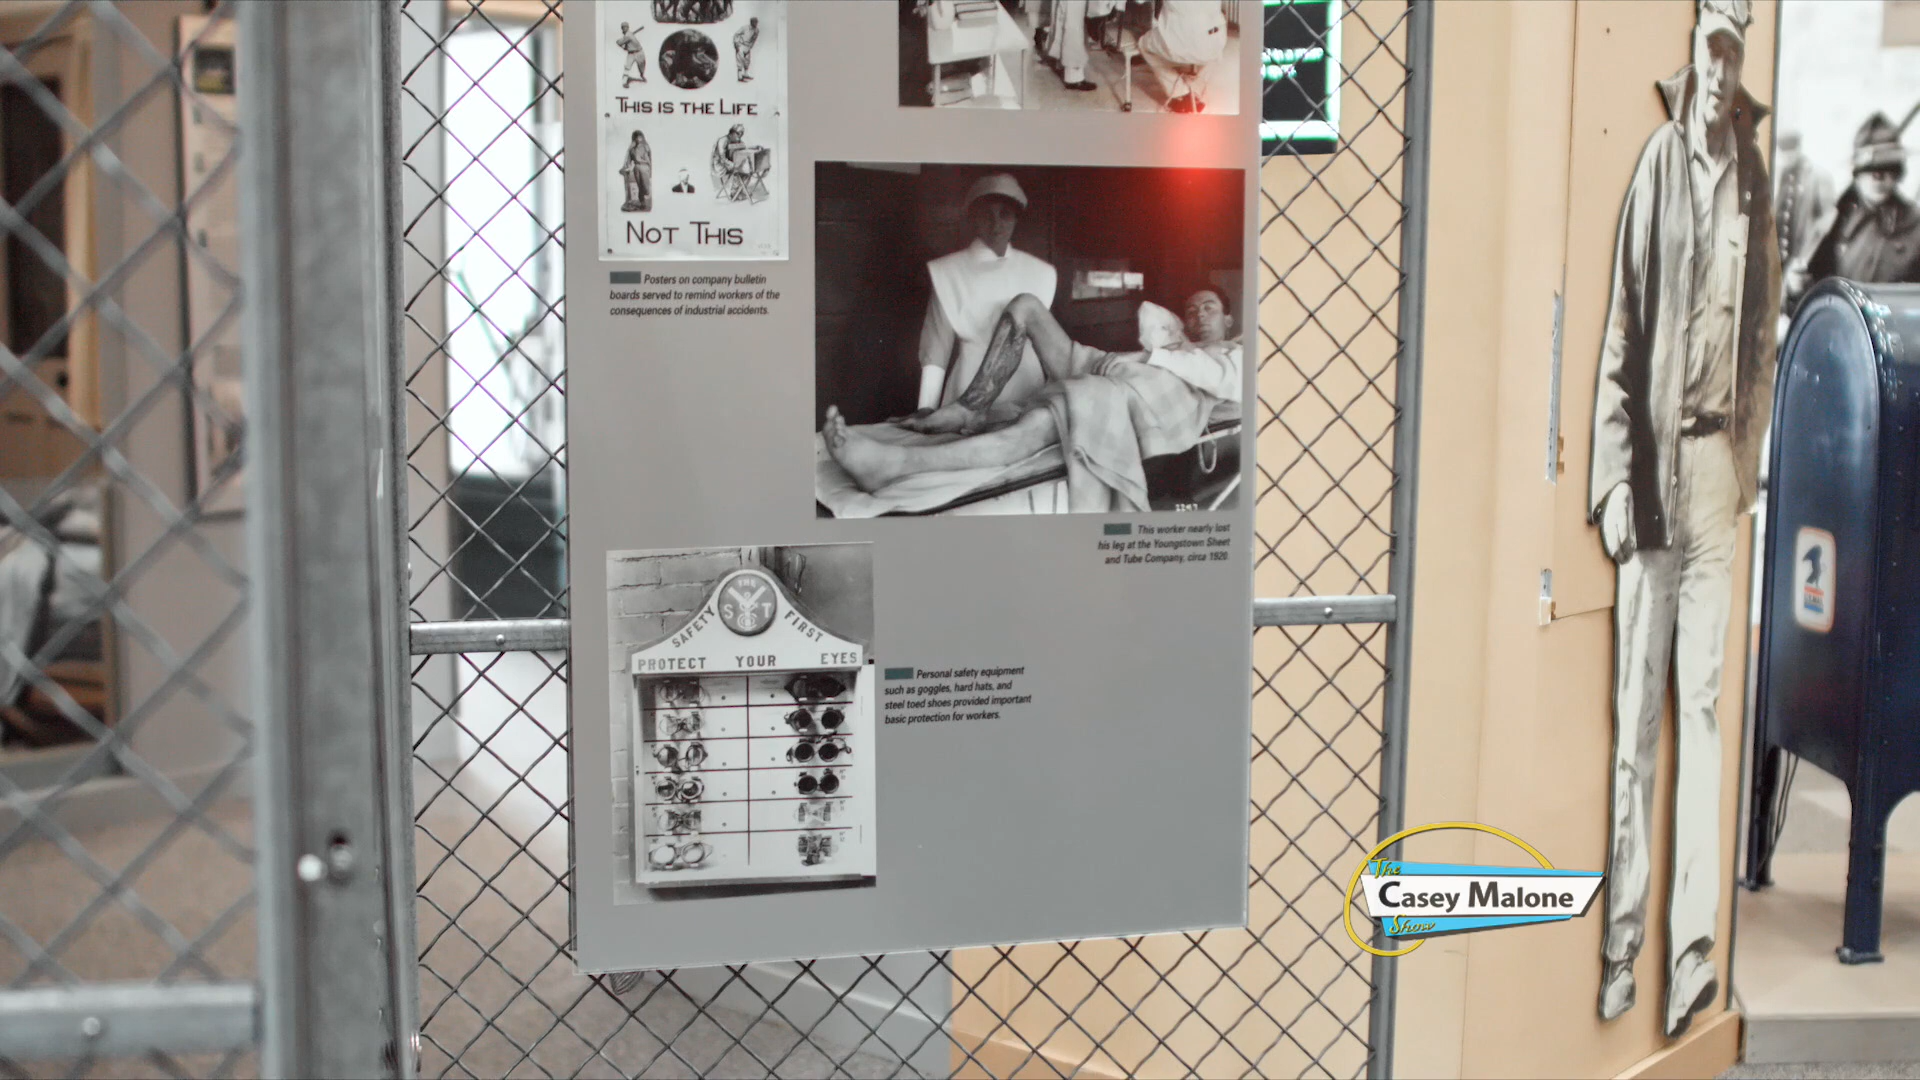 THIS IS THE LIFE
NOT THIS
Posters on company bulletin
boards served to remind workers of the
consequences of industrial accidents.
This worker nearly lost
his leg at the Youngstown Sheet
and Tube Company, circa 1920.
THE
Y
S & T
Co
SAFETY FIRST
PROTECT YOUR EYES
Personal safety equipment
such as goggles, hard hats, and
steel toed shoes provided important
basic protection for workers.
The
Casey Malone
Show